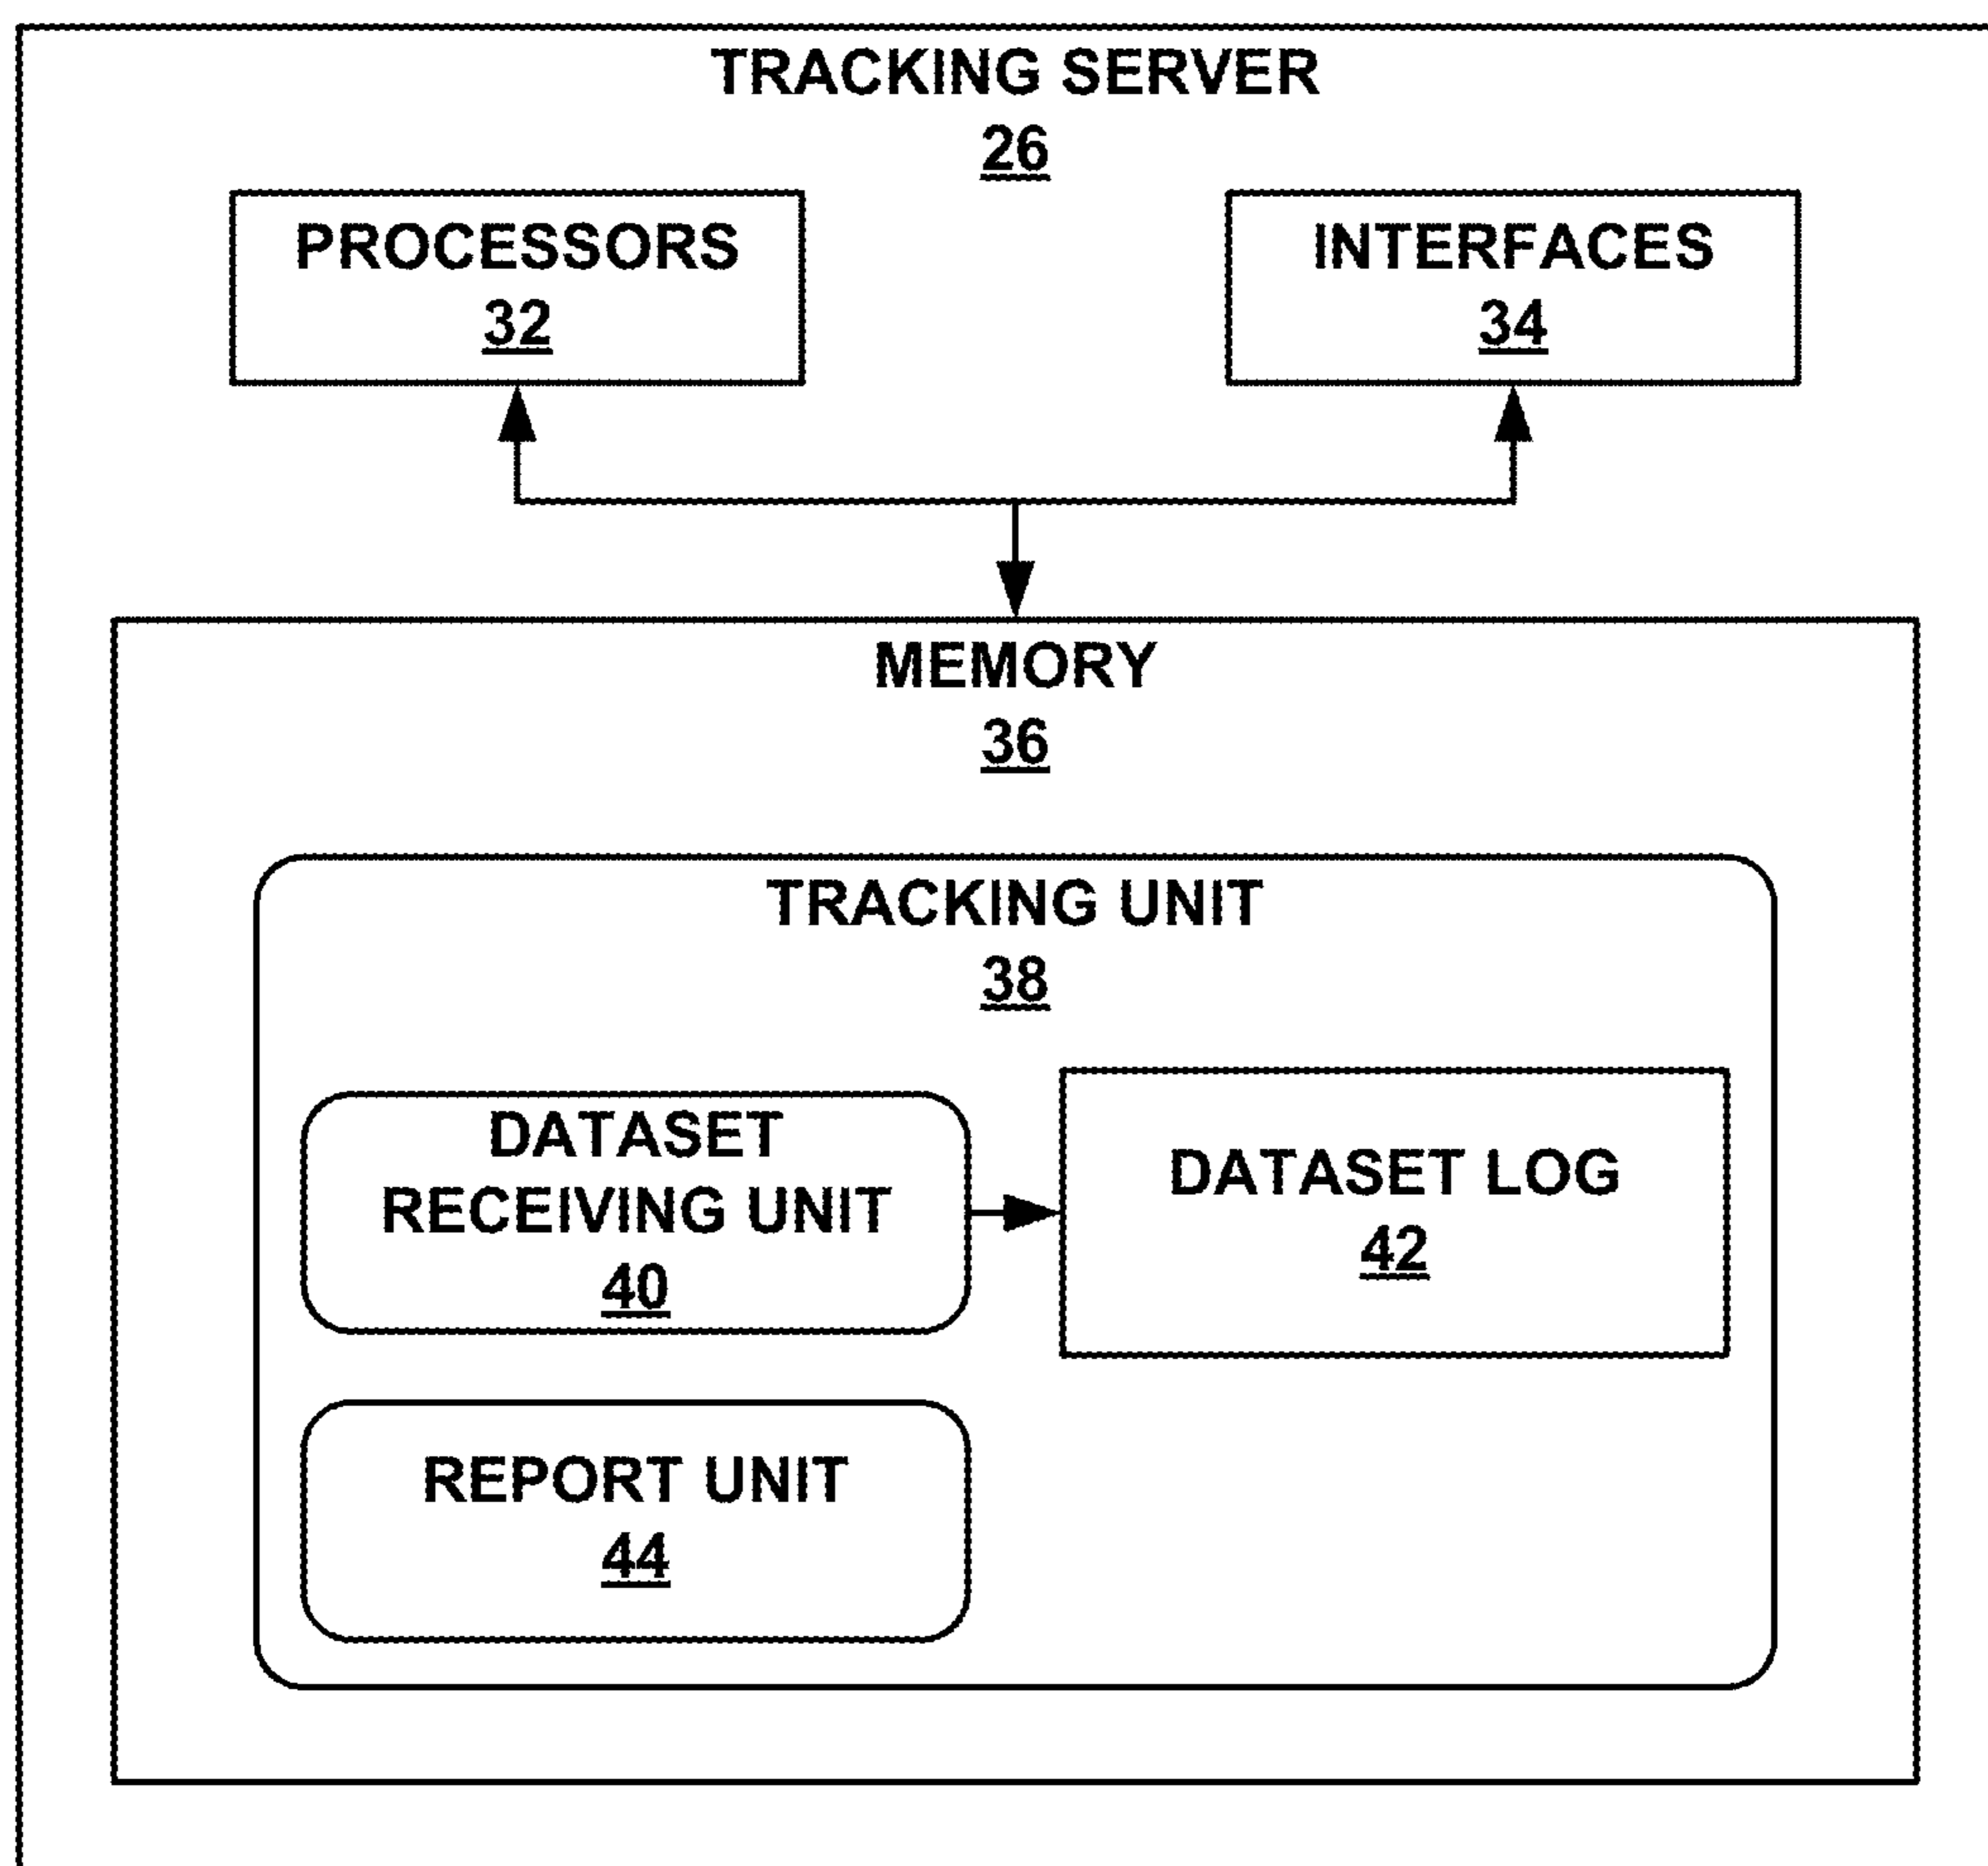 TRACKING SERVER
26
PROCESSORS
32
INTERFACES
34
MEMORY
36
TRACKING UNIT
38
DATASET
RECEIVING UNIT
40
DATASET LOG
42
REPORT UNIT
44